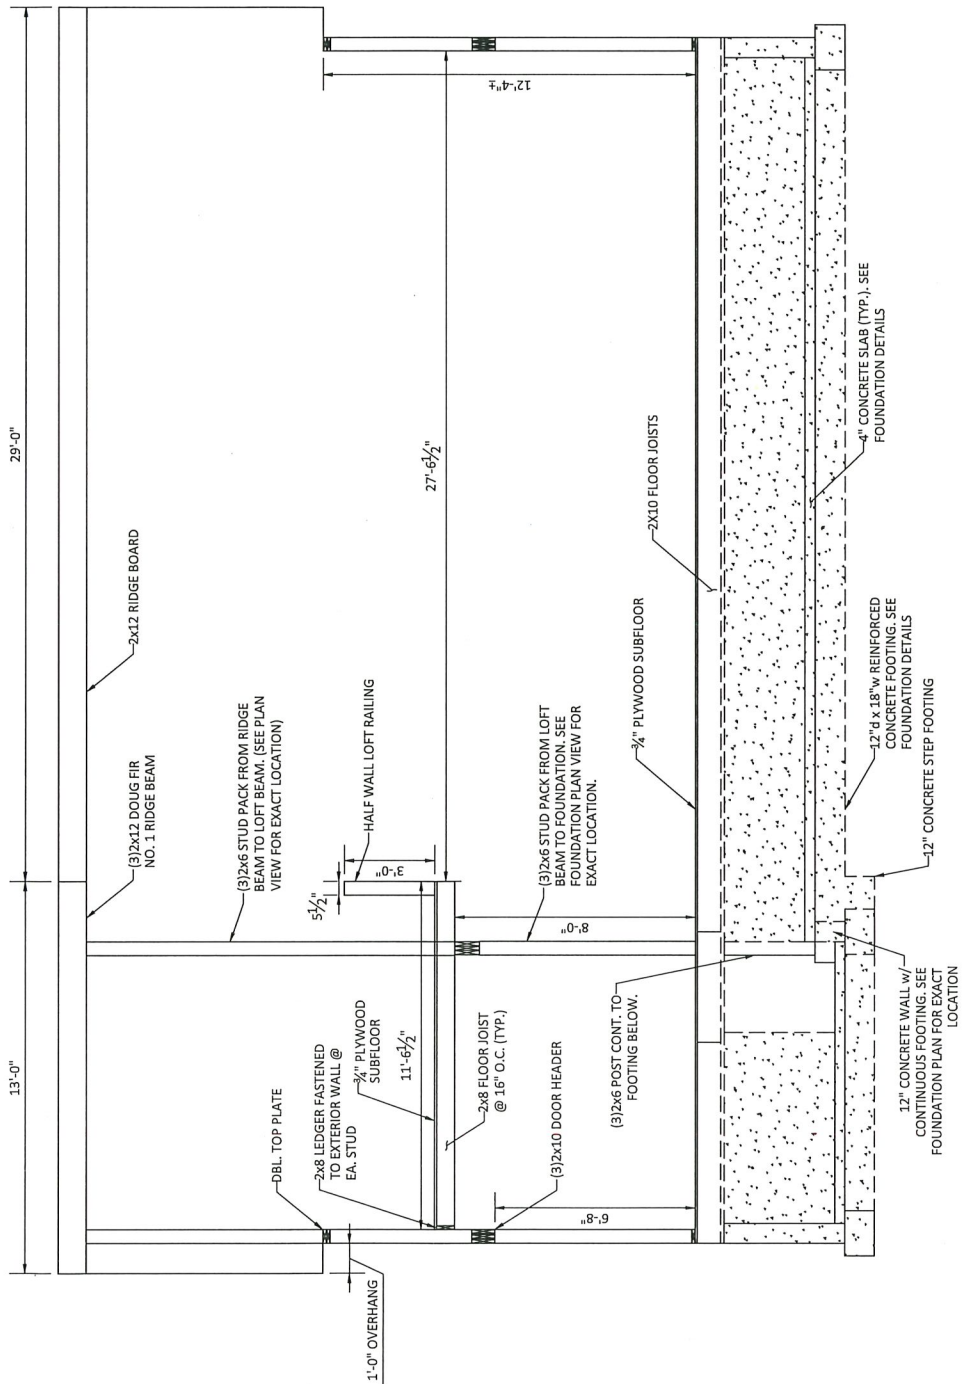 13'-0"
29'-0"
(3)2x12 DOUG FIR
NO. 1 RIDGE BEAM
2x12 RIDGE BOARD
(3)2x6 STUD PACK FROM RIDGE
BEAM TO LOFT BEAM. (SEE PLAN
VIEW FOR EXACT LOCATION)
DBL. TOP PLATE
1'-0" OVERHANG
2x8 LEDGER FASTENED
TO EXTERIOR WALL @
EA. STUD
3/4" PLYWOOD
SUBFLOOR
11'-6 1/2"
5 1/2"
3'-0"
HALF WALL LOFT RAILING
27'-6 1/2"
12'-4"±
2x8 FLOOR JOIST
@ 16" O.C. (TYP.)
(3)2x10 DOOR HEADER
6'-8"
8'-0"
(3)2x6 STUD PACK FROM LOFT
BEAM TO FOUNDATION. SEE
FOUNDATION PLAN VIEW FOR
EXACT LOCATION.
(3)2x6 POST CONT. TO
FOOTING BELOW.
3/4" PLYWOOD SUBFLOOR
2X10 FLOOR JOISTS
12" CONCRETE WALL w/
CONTINUOUS FOOTING. SEE
FOUNDATION PLAN FOR EXACT
LOCATION
12" CONCRETE STEP FOOTING
12"d x 18"w REINFORCED
CONCRETE FOOTING. SEE
FOUNDATION DETAILS
4" CONCRETE SLAB (TYP.). SEE
FOUNDATION DETAILS